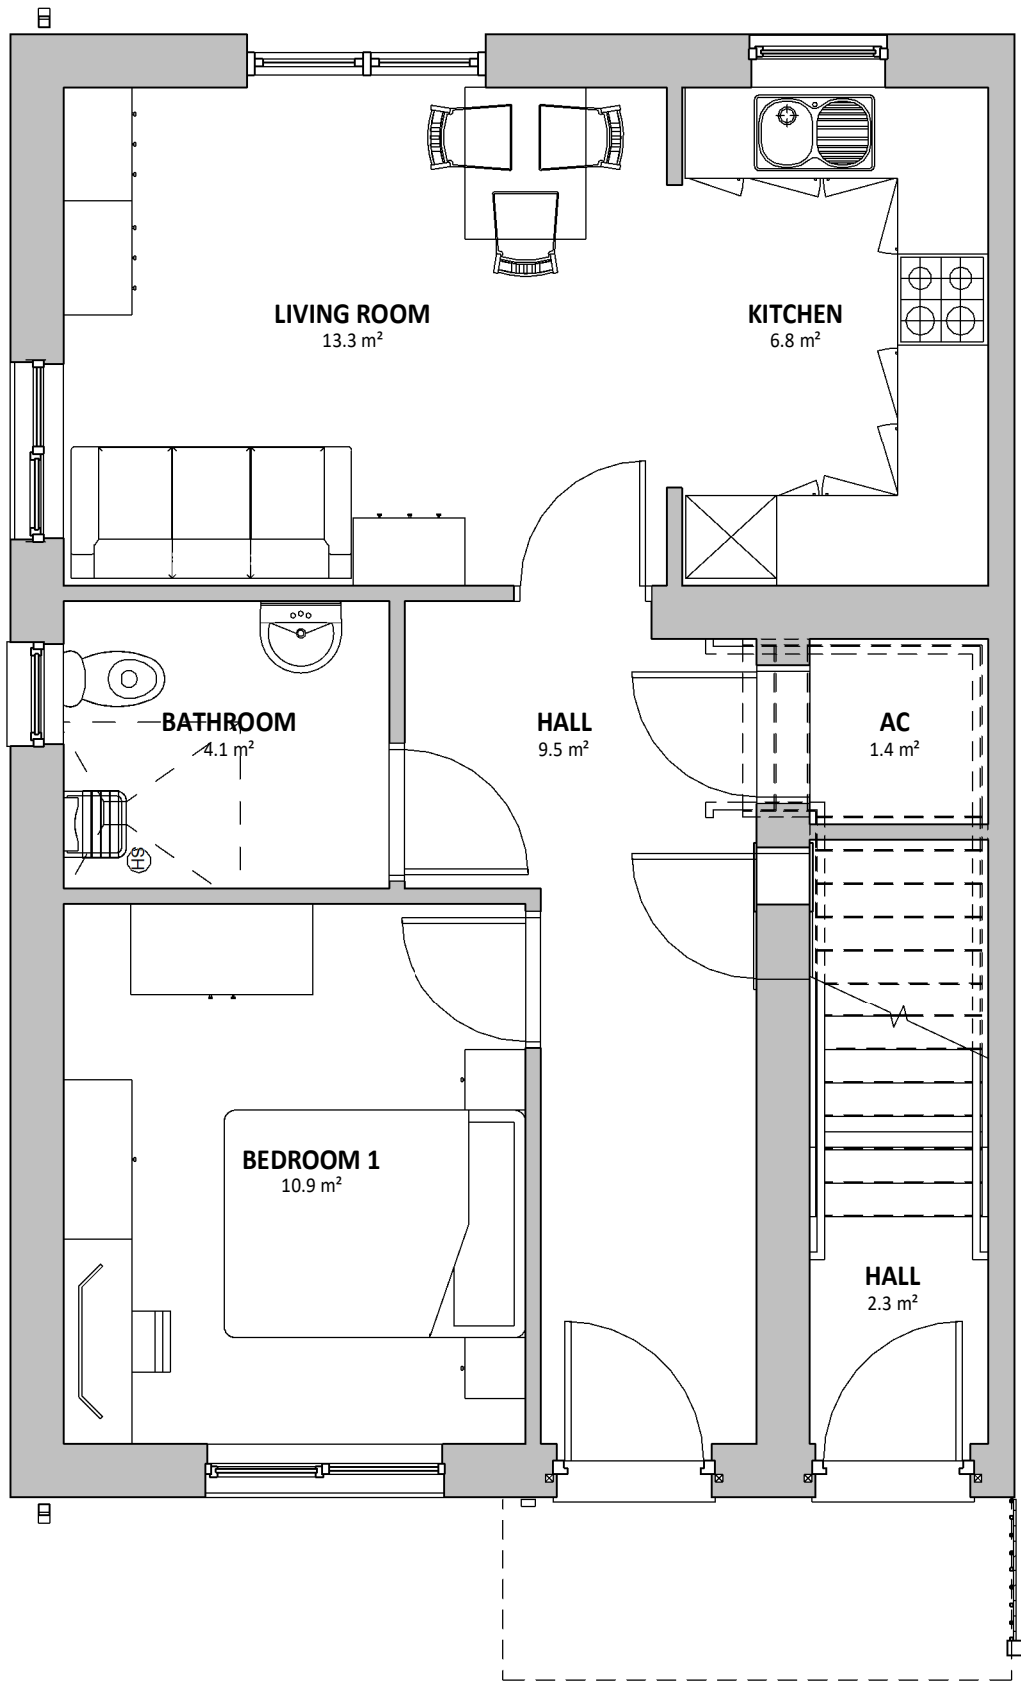 LIVING ROOM
13.3 m²
KITCHEN
6.8 m²
BATHROOM
4.1 m²
HALL
9.5 m²
AC
1.4 m²
SH
BEDROOM 1
10.9 m²
HALL
2.3 m²